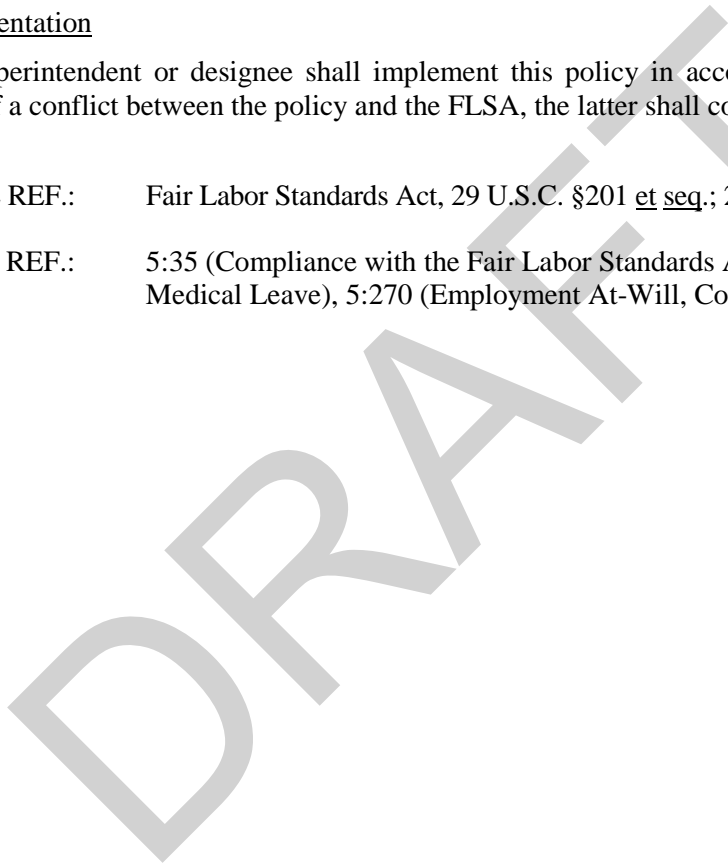 entation
perintendent or designee shall implement this policy in acc
f a conflict between the policy and the FLSA, the latter shall co
REF.: Fair Labor Standards Act, 29 U.S.C. §201 et seq.; 2
REF.: 5:35 (Compliance with the Fair Labor Standards A
Medical Leave), 5:270 (Employment At-Will, Co
DRAFT